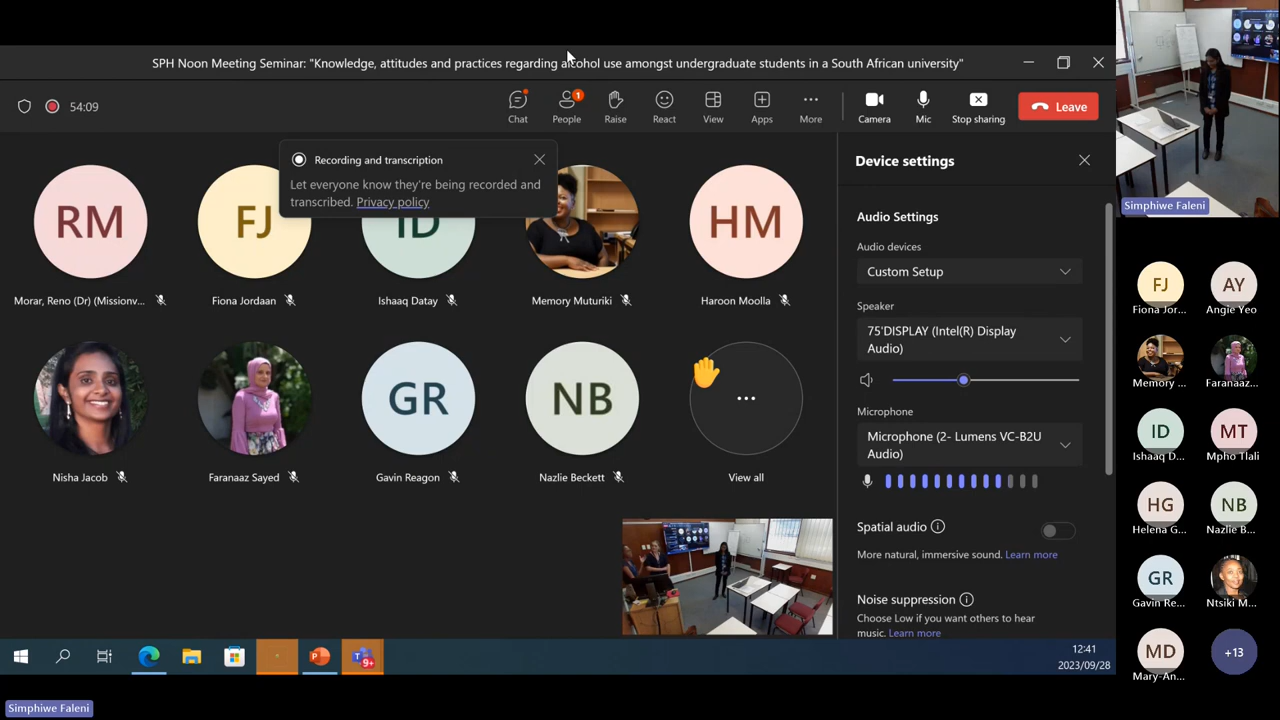 SPH Noon Meeting Seminar: "Knowledge, attitudes and practices regarding alcohol use amongst undergraduate students in a South African university"
54:09
Chat
1
People
Raise
React
View
Apps
More
Camera
Mic
Stop sharing
Leave
Recording and transcription
Let everyone know they're being recorded and
transcribed. Privacy policy
RM
FJ
ID
HM
Morar, Reno (Dr) (Missionv...
Fiona Jordaan
Ishaaq Datay
Memory Muturiki
Haroon Moolla
GR
NB
Nisha Jacob
Faranaaz Sayed
Gavin Reagon
Nazlie Beckett
View all
Device settings
Audio Settings
Audio devices
Custom Setup
Speaker
75'DISPLAY (Intel(R) Display
Audio)
Microphone
Microphone (2- Lumens VC-B2U
Audio)
Spatial audio
More natural, immersive sound. Learn more
Noise suppression
Choose Low if you want others to hear
music. Learn more
9+
12:41
2023/09/28
Simphiwe Faleni
Simphiwe Faleni
FJ
AY
Fiona Jor...
Angie Yeo
Memory ...
Faranaaz...
ID
MT
Ishaaq D...
Mpho Tlali
HG
NB
Helena G...
Nazlie B...
GR
Gavin Re...
Ntsiki M...
MD
+13
Mary-An...